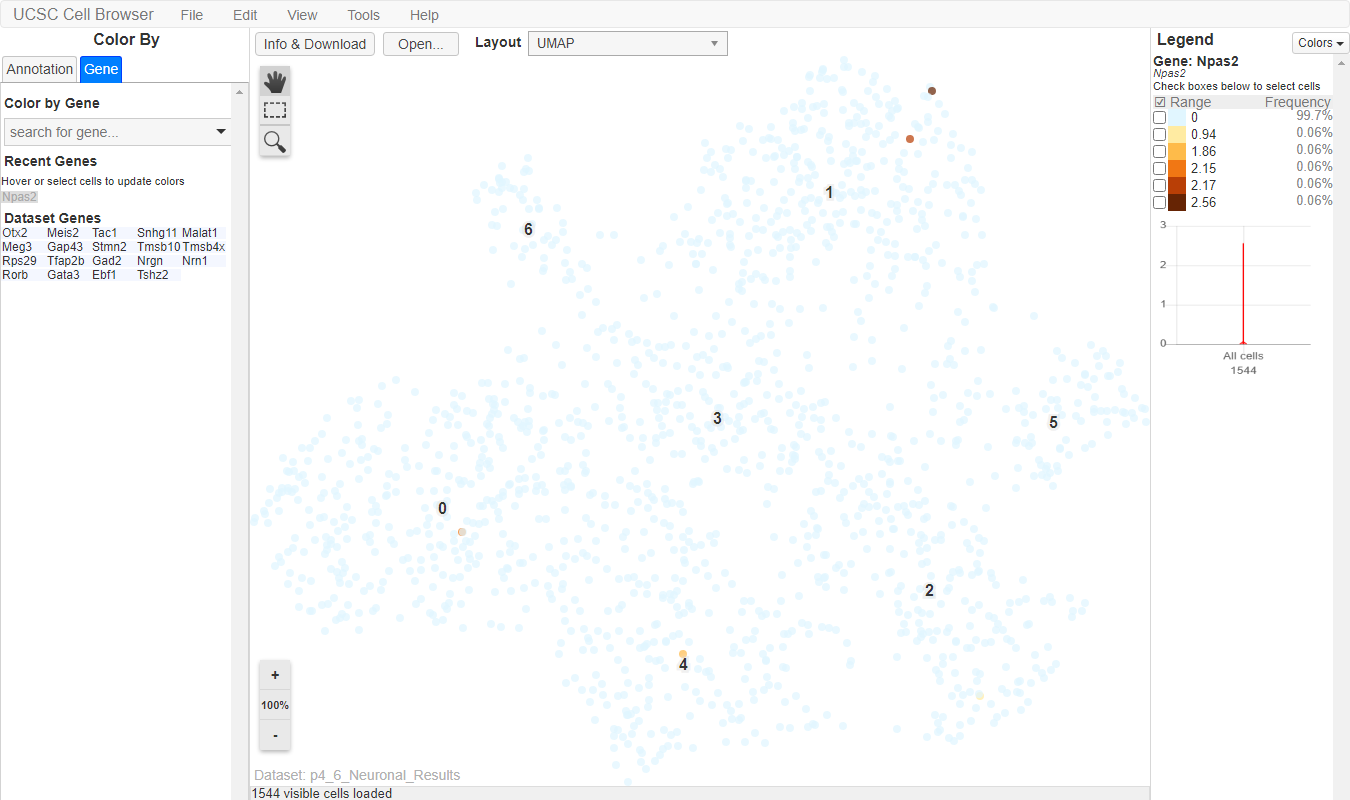 UCSC Cell Browser File Edit View Tools Help
Color By
Annotation Gene
Color by Gene
search for gene...
Recent Genes
Hover or select cells to update colors
Npas2
Dataset Genes
Otx2 Meis2 Tac1 Snhg11 Malat1
Meg3 Gap43 Stmn2 Tmsb10 Tmsb4x
Rps29 Tfap2b Gad2 Nrgn Nrn1
Rorb Gata3 Ebf1 Tshz2
Info & Download Open... Layout UMAP
1
6
3
5
0
2
4
+
100%
-
Dataset: p4_6_Neuronal_Results
1544 visible cells loaded
Legend Colors
Gene: Npas2
Npas2
Check boxes below to select cells
Range Frequency
0 99.7%
0.94 0.06%
1.86 0.06%
2.15 0.06%
2.17 0.06%
2.56 0.06%
3
2
1
0
All cells
1544